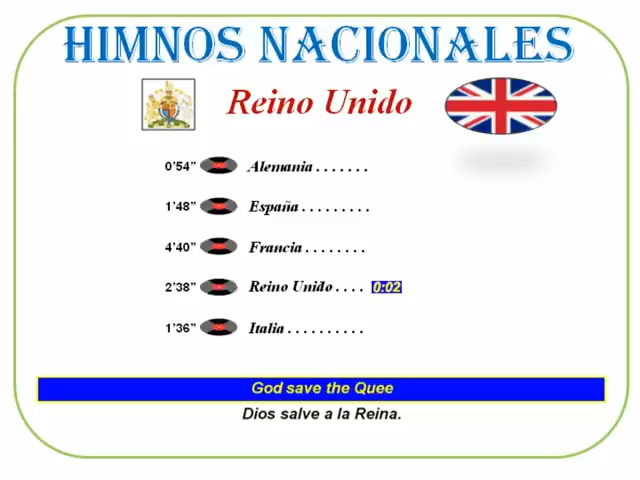 HIMNOS NACIONALES
Reino Unido
0'54" Alemania . . . . . . .
1'48" España . . . . . . . . .
4'40" Francia . . . . . . . .
2'38" Reino Unido . . . . 0:02
1'36" Italia . . . . . . . . . .
God save the Quee
Dios salve a la Reina.